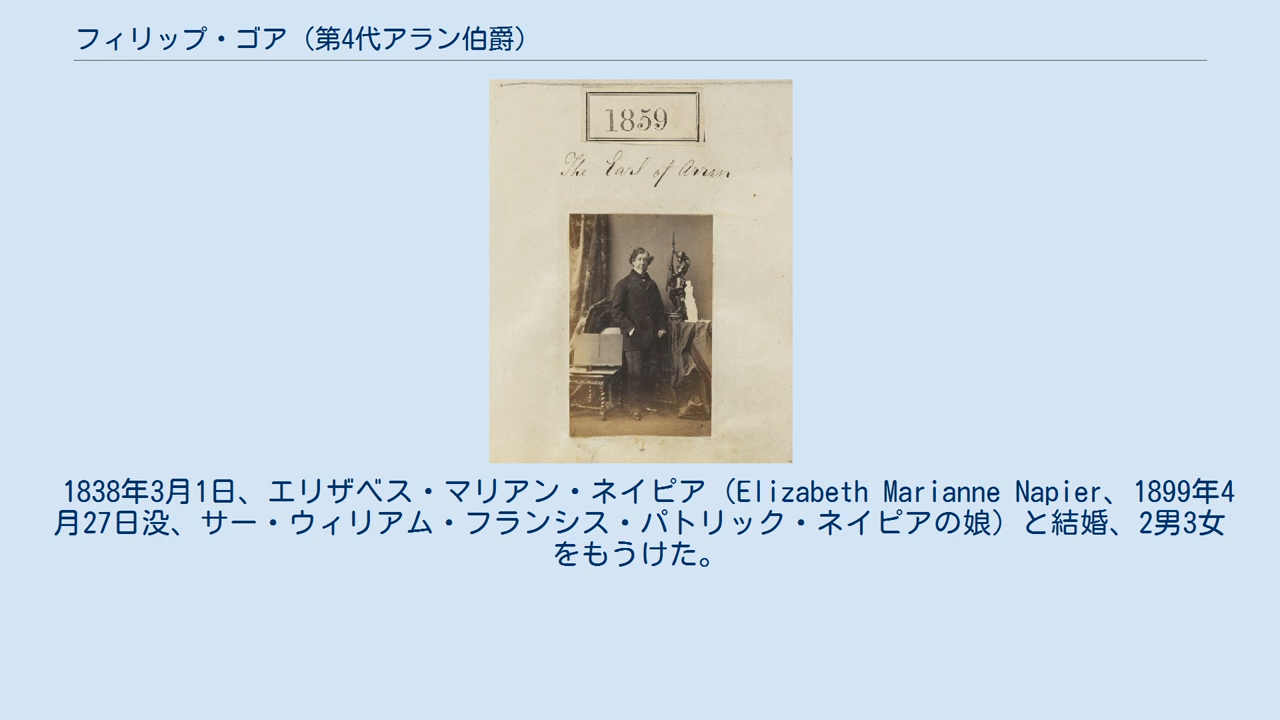 フィリップ・ゴア（第4代アラン伯爵）
1859
The Earl of Arran
1838年3月1日、エリザベス・マリアン・ネイピア（Elizabeth Marianne Napier、1899年4
月27日没、サー・ウィリアム・フランシス・パトリック・ネイピアの娘）と結婚、2男3女
をもうけた。